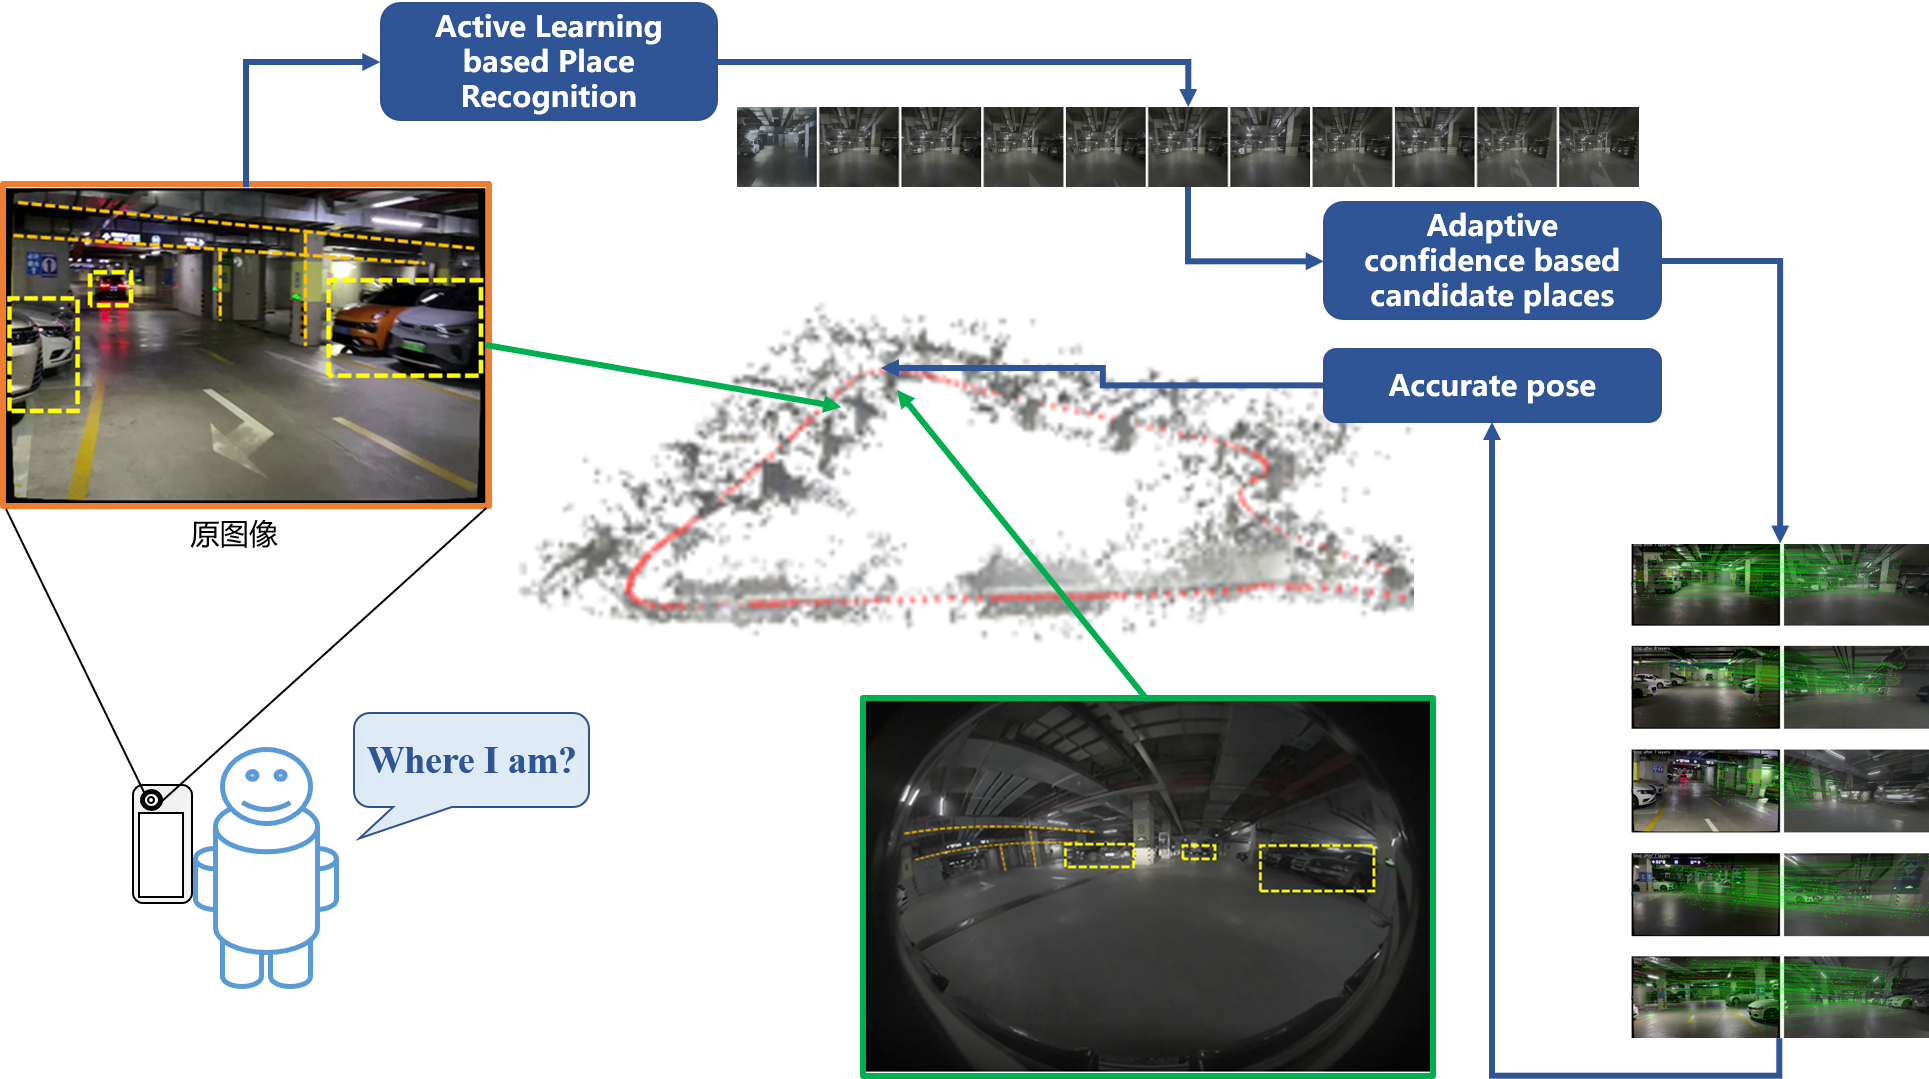 Active Learning
based Place
Recognition
Adaptive
confidence based
candidate places
Accurate pose
原图像
Where I am?